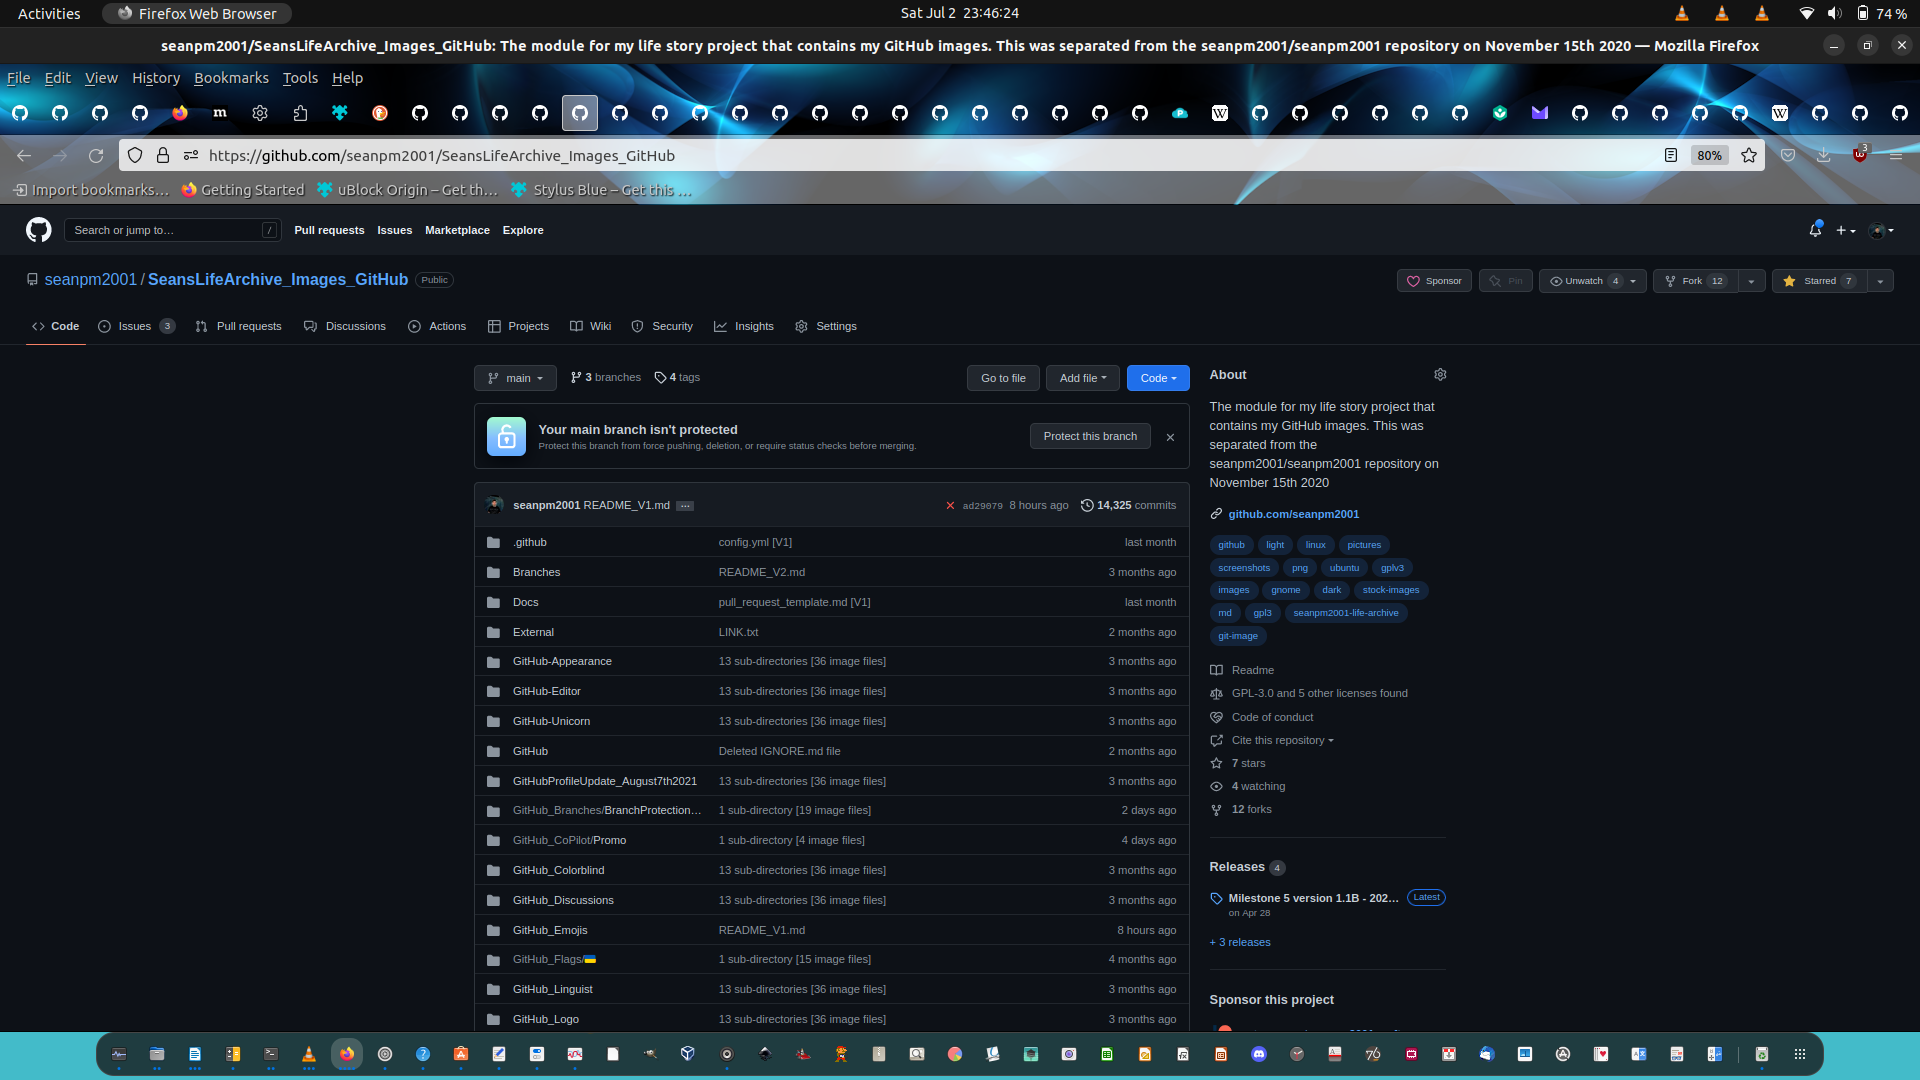 Activities
Firefox Web Browser
Sat Jul 2 23:46:24
74 %
seanpm2001/SeansLifeArchive_Images_GitHub: The module for my life story project that contains my GitHub images. This was separated from the seanpm2001/seanpm2001 repository on November 15th 2020 — Mozilla Firefox
File Edit View History Bookmarks Tools Help
https://github.com/seanpm2001/SeansLifeArchive_Images_GitHub
80%
3
Import bookmarks…
Getting Started
uBlock Origin – Get th…
Stylus Blue – Get this …
Search or jump to…
/
Pull requests
Issues
Marketplace
Explore
seanpm2001 / SeansLifeArchive_Images_GitHub
Public
Sponsor
Pin
Unwatch 4
Fork 12
Starred 7
Code
Issues 3
Pull requests
Discussions
Actions
Projects
Wiki
Security
Insights
Settings
main
3 branches
4 tags
Go to file
Add file
Code
Your main branch isn't protected
Protect this branch from force pushing, deletion, or require status checks before merging.
Protect this branch
seanpm2001 README_V1.md
ad29079 8 hours ago
14,325 commits
.github config.yml [V1] last month
Branches README_V2.md 3 months ago
Docs pull_request_template.md [V1] last month
External LINK.txt 2 months ago
GitHub-Appearance 13 sub-directories [36 image files] 3 months ago
GitHub-Editor 13 sub-directories [36 image files] 3 months ago
GitHub-Unicorn 13 sub-directories [36 image files] 3 months ago
GitHub Deleted IGNORE.md file 2 months ago
GitHubProfileUpdate_August7th2021 13 sub-directories [36 image files] 3 months ago
GitHub_Branches/BranchProtection… 1 sub-directory [19 image files] 2 days ago
GitHub_CoPilot/Promo 1 sub-directory [4 image files] 4 days ago
GitHub_Colorblind 13 sub-directories [36 image files] 3 months ago
GitHub_Discussions 13 sub-directories [36 image files] 3 months ago
GitHub_Emojis README_V1.md 8 hours ago
GitHub_Flags/🇺🇦 1 sub-directory [15 image files] 4 months ago
GitHub_Linguist 13 sub-directories [36 image files] 3 months ago
GitHub_Logo 13 sub-directories [36 image files] 3 months ago
About
The module for my life story project that
contains my GitHub images. This was
separated from the
seanpm2001/seanpm2001 repository on
November 15th 2020
github.com/seanpm2001
github light linux pictures
screenshots png ubuntu gplv3
images gnome dark stock-images
md gpl3 seanpm2001-life-archive
git-image
Readme
GPL-3.0 and 5 other licenses found
Code of conduct
Cite this repository
7 stars
4 watching
12 forks
Releases 4
Milestone 5 version 1.1B - 202… Latest
on Apr 28
+ 3 releases
Sponsor this project